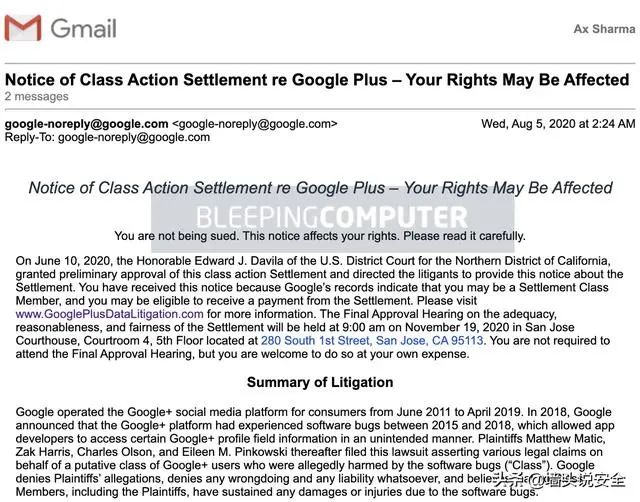 Gmail
Ax Sharma
Notice of Class Action Settlement re Google Plus – Your Rights May Be Affected
2 messages
google-noreply@google.com <google-noreply@google.com>
Wed, Aug 5, 2020 at 2:24 AM
Reply-To: google-noreply@google.com
Notice of Class Action Settlement re Google Plus – Your Rights May Be Affected
BLEEPINGCOMPUTER
You are not being sued. This notice affects your rights. Please read it carefully.
On June 10, 2020, the Honorable Edward J. Davila of the U.S. District Court for the Northern District of California,
granted preliminary approval of this class action Settlement and directed the litigants to provide this notice about the
Settlement. You have received this notice because Google's records indicate that you may be a Settlement Class
Member, and you may be eligible to receive a payment from the Settlement. Please visit
www.GooglePlusDataLitigation.com for more information. The Final Approval Hearing on the adequacy,
reasonableness, and fairness of the Settlement will be held at 9:00 am on November 19, 2020 in San Jose
Courthouse, Courtroom 4, 5th Floor located at 280 South 1st Street, San Jose, CA 95113. You are not required to
attend the Final Approval Hearing, but you are welcome to do so at your own expense.
Summary of Litigation
Google operated the Google+ social media platform for consumers from June 2011 to April 2019. In 2018, Google
announced that the Google+ platform had experienced software bugs between 2015 and 2018, which allowed app
developers to access certain Google+ profile field information in an unintended manner. Plaintiffs Matthew Matic,
Zak Harris, Charles Olson, and Eileen M. Pinkowski thereafter filed this lawsuit asserting various legal claims on
behalf of a putative class of Google+ users who were allegedly harmed by the software bugs ("Class"). Google
denies Plaintiffs' allegations, denies any wrongdoing and any liability whatsoever, and believes
Members, including the Plaintiffs, have sustained any damages or injuries due to the software bugs.
头条@墙头说安全